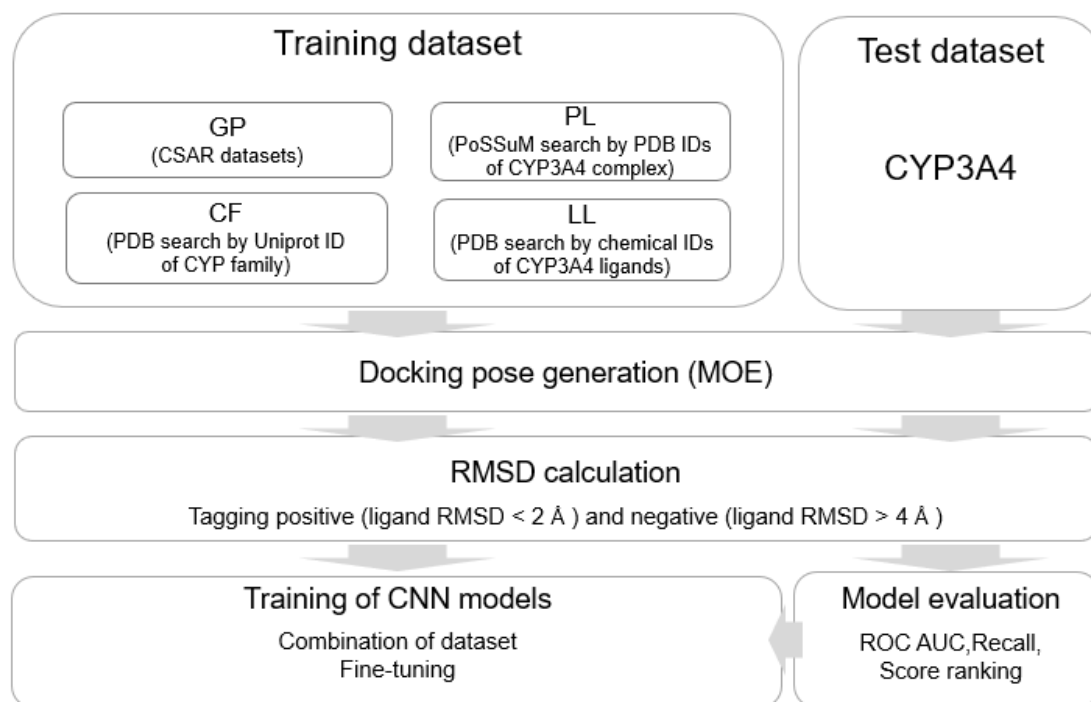 Training dataset
GP
(CSAR datasets)
PL
(PoSSuM search by PDB IDs
of CYP3A4 complex)
CF
(PDB search by Uniprot ID
of CYP family)
LL
(PDB search by chemical IDs
of CYP3A4 ligands)
Test dataset
CYP3A4
Docking pose generation (MOE)
RMSD calculation
Tagging positive (ligand RMSD < 2 Å ) and negative (ligand RMSD > 4 Å )
Training of CNN models
Combination of dataset
Fine-tuning
Model evaluation
ROC AUC,Recall,
Score ranking